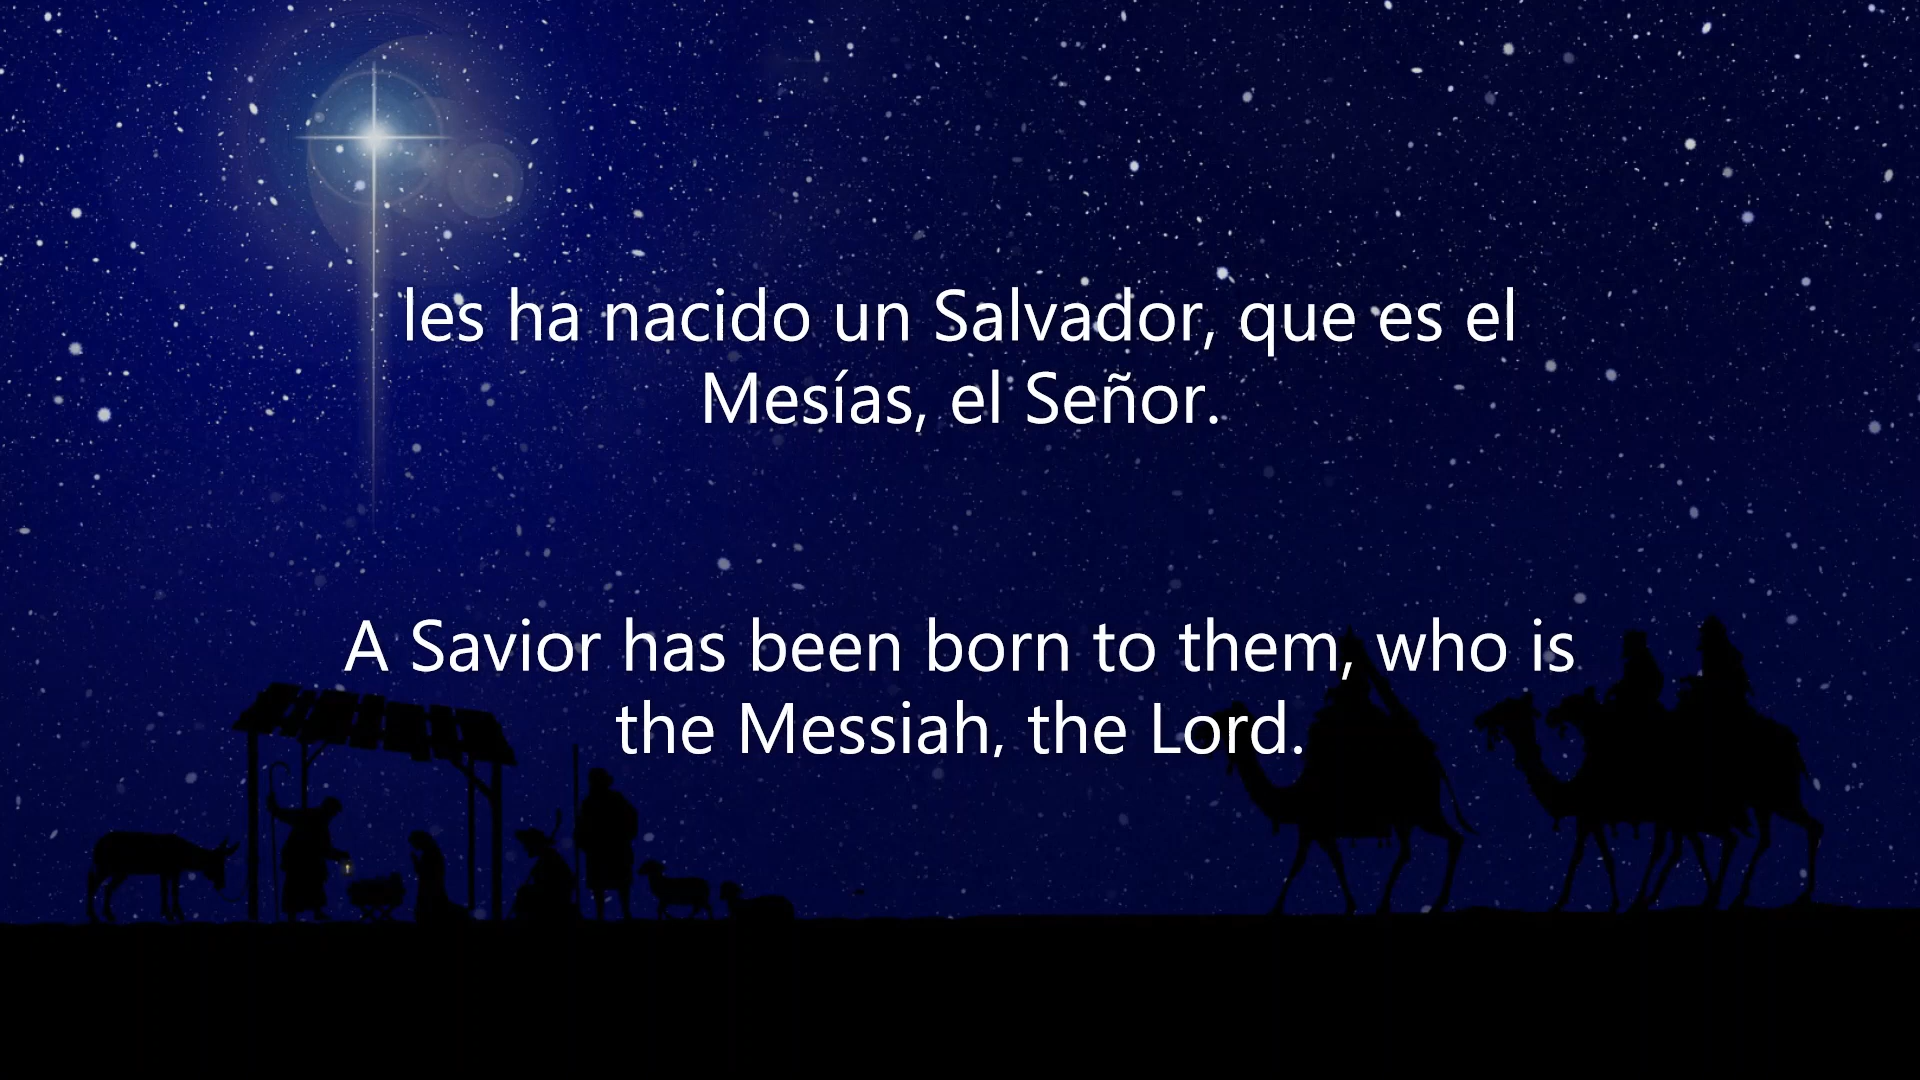 les ha nacido un Salvador, que es el
Mesías, el Señor.
A Savior has been born to them, who is
the Messiah, the Lord.